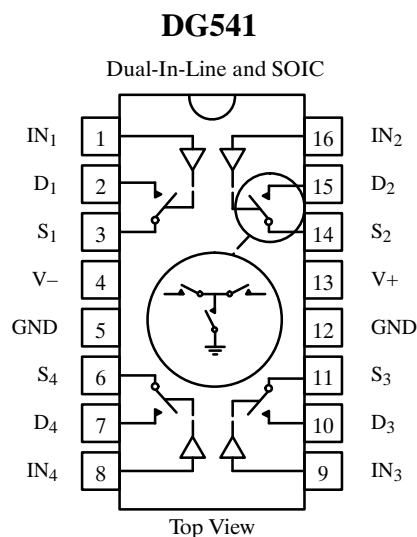 DG541
Dual-In-Line and SOIC
IN1 1 16 IN2
D1 2 15 D2
S1 3 14 S2
V– 4 13 V+
GND 5 12 GND
S4 6 11 S3
D4 7 10 D3
IN4 8 9 IN3
Top View